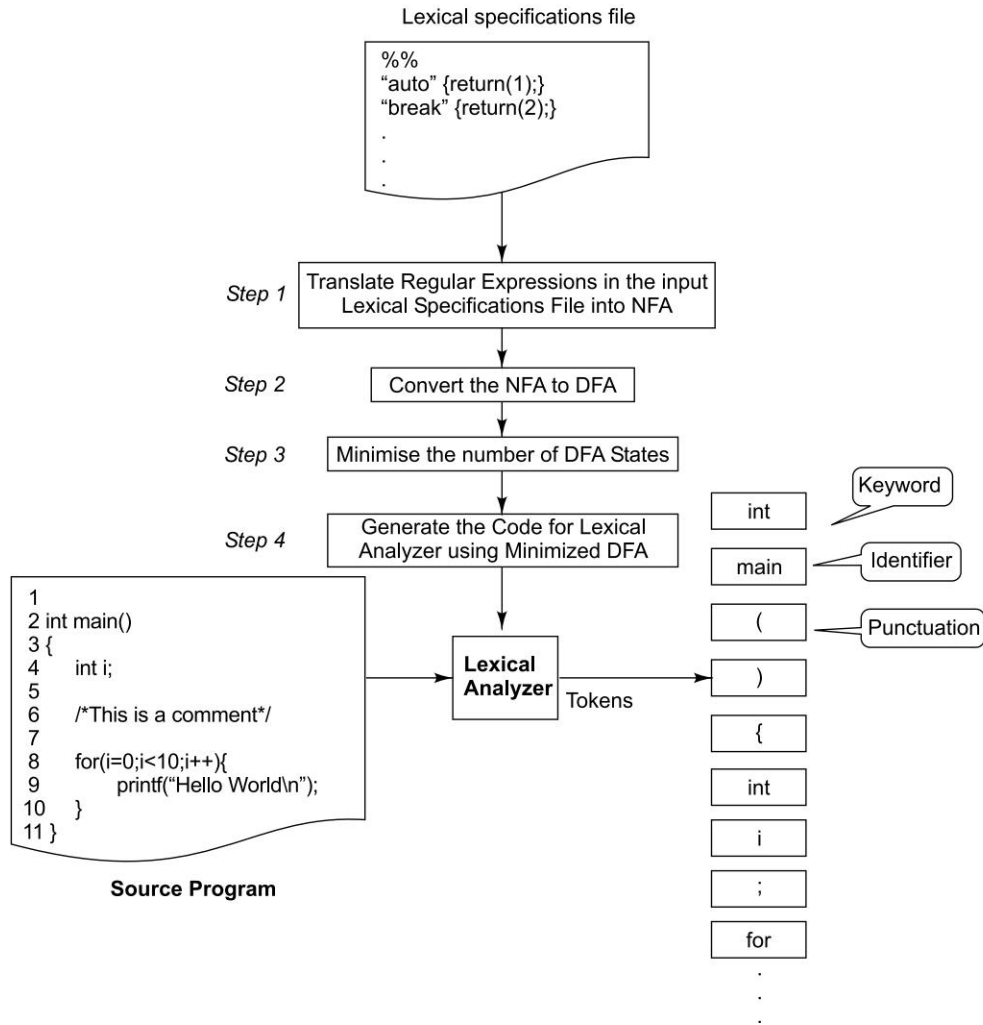 Lexical specifications file
%%
“auto” {return(1);}
“break” {return(2);}
.
.
.
Step 1
Translate Regular Expressions in the input
Lexical Specifications File into NFA
Step 2
Convert the NFA to DFA
Step 3
Minimise the number of DFA States
Step 4
Generate the Code for Lexical
Analyzer using Minimized DFA
1
2 int main()
3 {
4 int i;
5
6 /*This is a comment*/
7
8 for(i=0;i<10;i++){
9 printf(“Hello World\n”);
10 }
11 }
Source Program
Lexical
Analyzer
Tokens
int
Keyword
main
Identifier
(
Punctuation
)
{
int
i
;
for
.
.
.